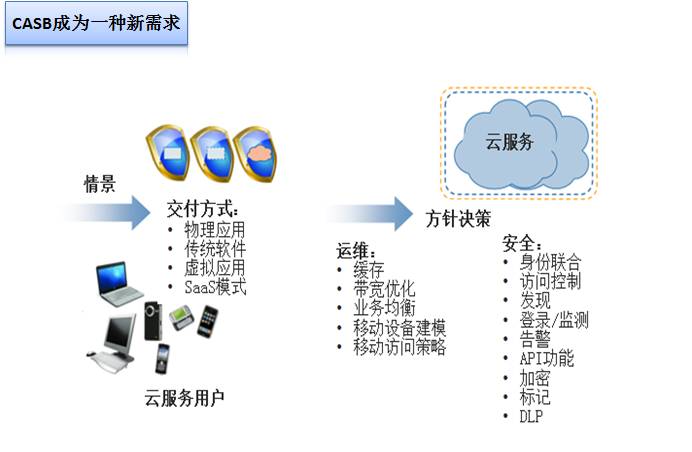 CASB成为一种新需求
云服务
情景
交付方式：
• 物理应用
• 传统软件
• 虚拟应用
• SaaS模式
云服务用户
方针决策
运维：
• 缓存
• 带宽优化
• 业务均衡
• 移动设备建模
• 移动访问策略
安全：
• 身份联合
• 访问控制
• 发现
• 登录/监测
• 告警
• API功能
• 加密
• 标记
• DLP